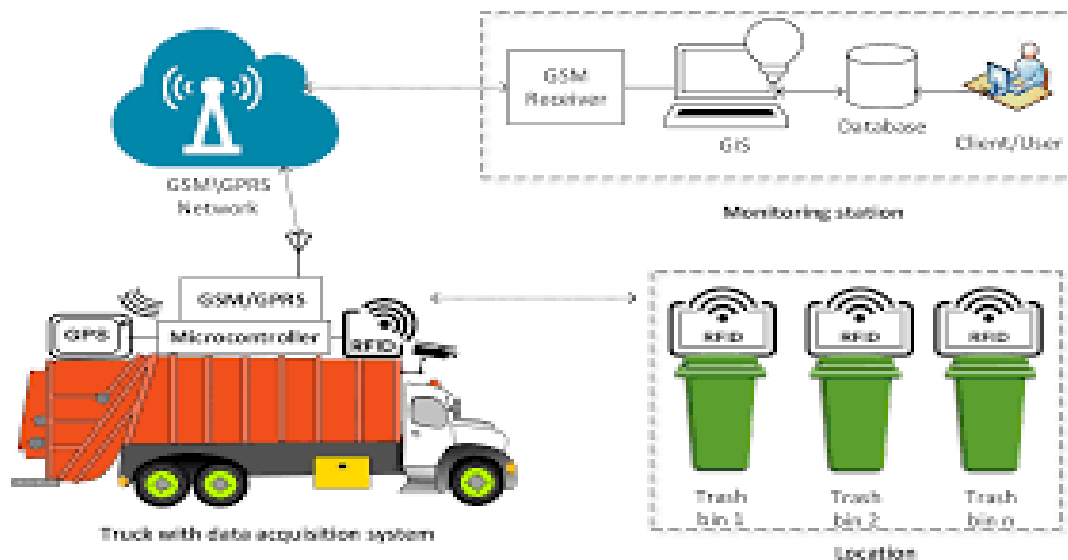 GSM
Receiver
GIS
Database
Client/User
Monitoring station
GSM\GPRS
Network
GSM/GPRS
GPS
Microcontroller
RFID
Truck with data acquisition system
RFID
RFID
RFID
Trash
bin 1
Trash
bin 2
Trash
bin n
Location